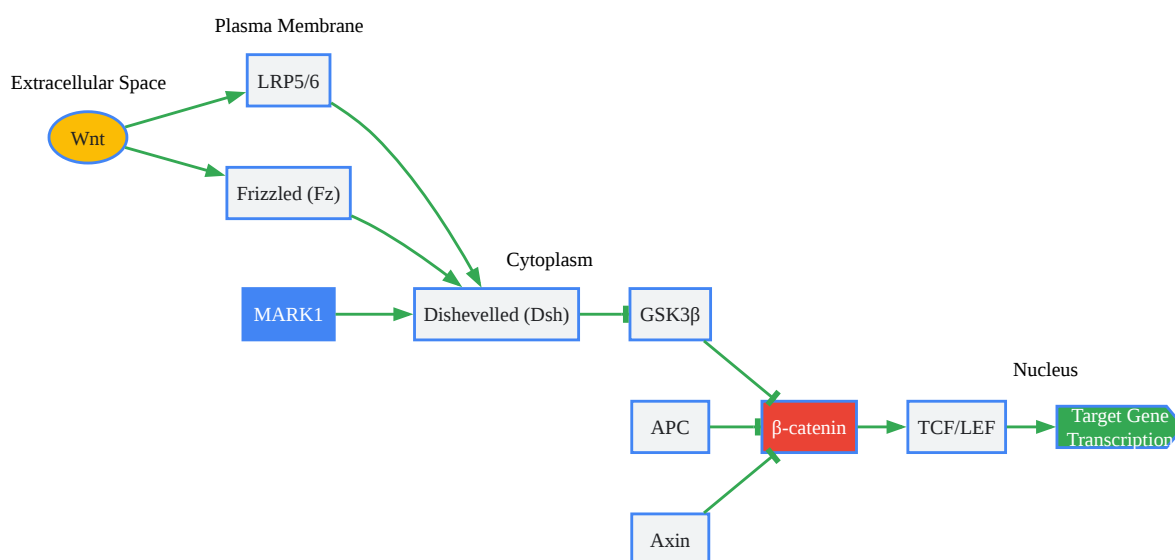 Plasma Membrane
Extracellular Space
LRP5/6
Wnt
Frizzled (Fz)
Cytoplasm
MARK1
Dishevelled (Dsh)
GSK3β
Nucleus
APC
β-catenin
TCF/LEF
Target Gene
Transcription
Axin